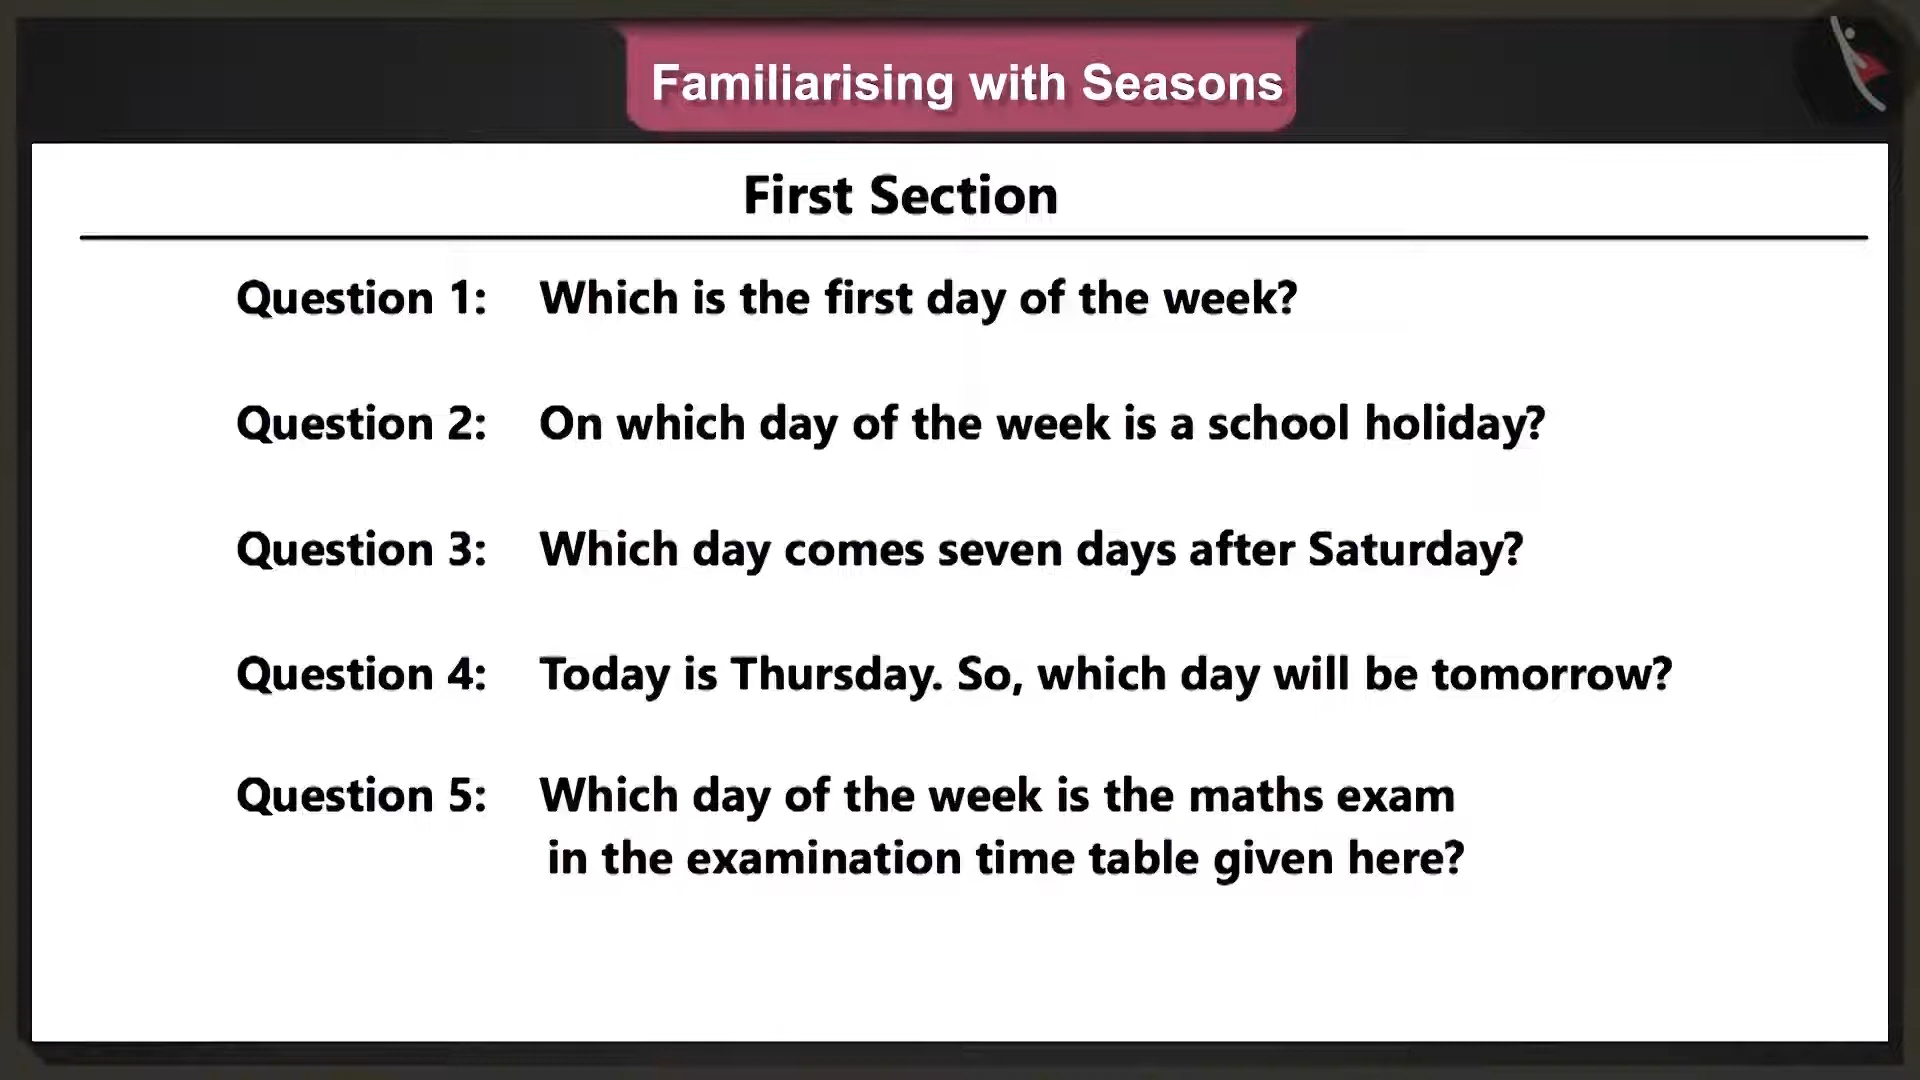 Familiarising with Seasons
First Section
Question 1: Which is the first day of the week?
Question 2: On which day of the week is a school holiday?
Question 3: Which day comes seven days after Saturday?
Question 4: Today is Thursday. So, which day will be tomorrow?
Question 5: Which day of the week is the maths exam
in the examination time table given here?